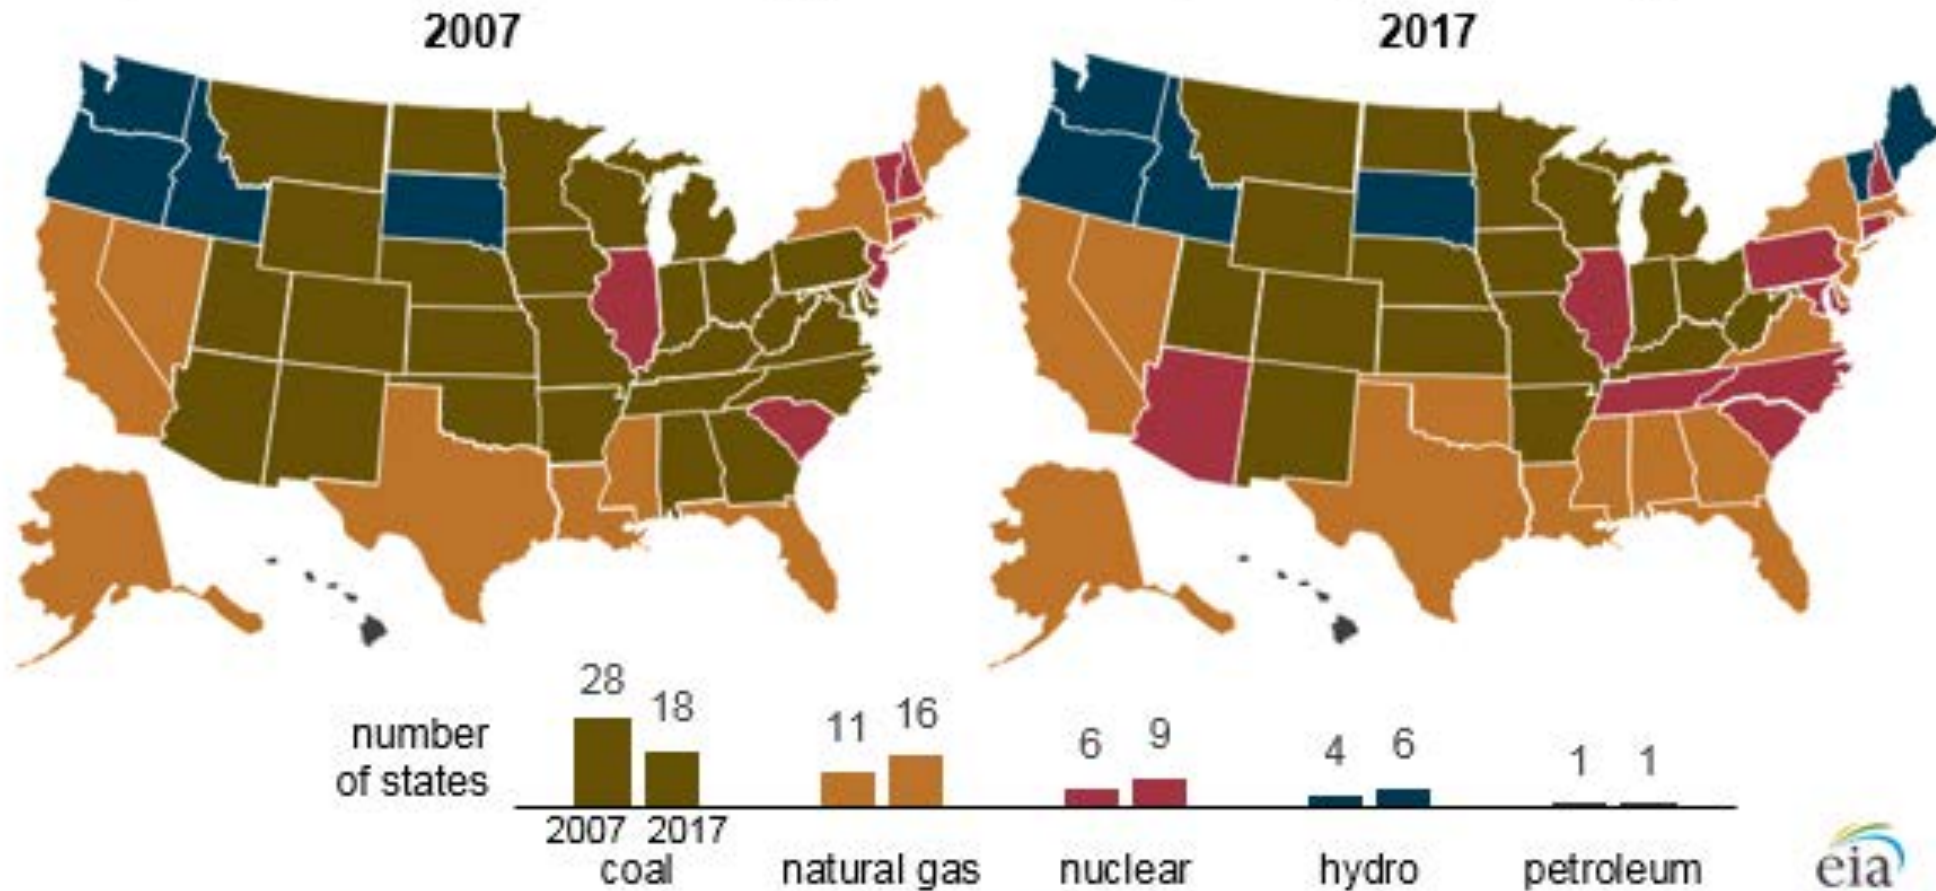 2007 2017
28 18 11 16 6 9 4 6 1 1
number
of states
2007 2017
coal natural gas nuclear hydro petroleum
eia